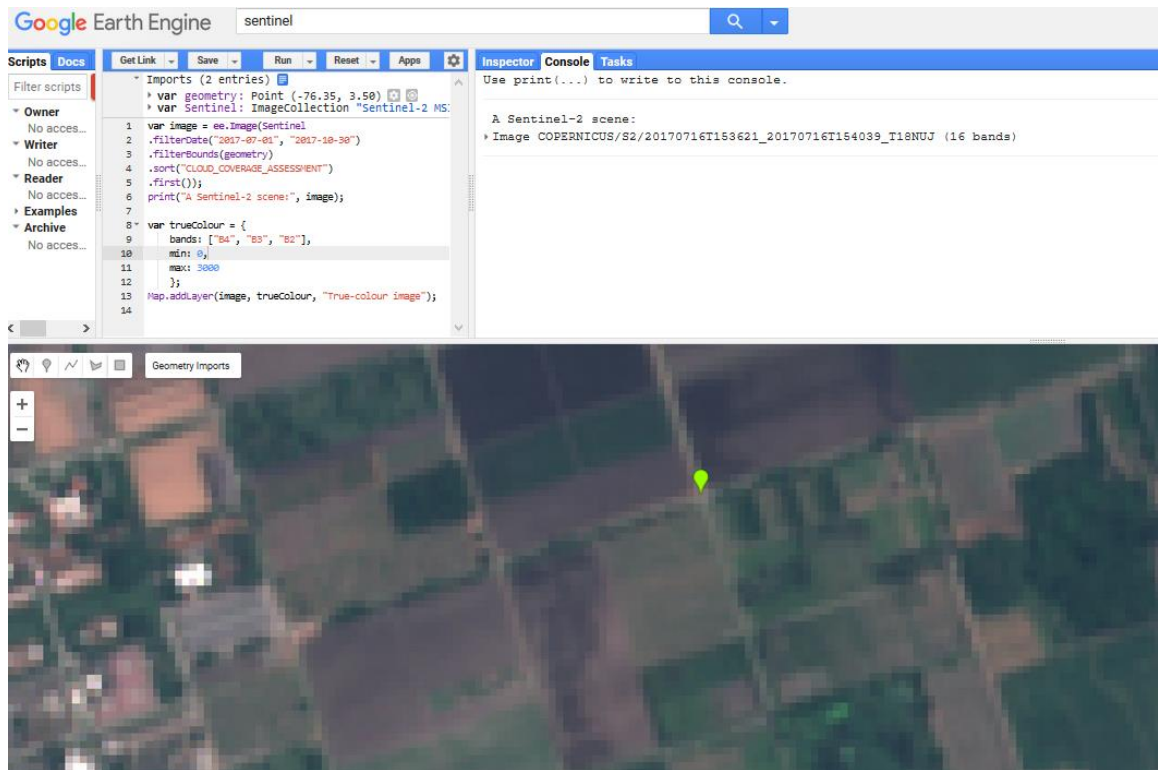 Google Earth Engine
sentinel
Scripts Docs
Get Link Save Run Reset Apps
Inspector Console Tasks
Filter scripts
Owner
No acces...
Writer
No acces...
Reader
No acces...
Examples
Archive
No acces...
Imports (2 entries)
var geometry: Point (-76.35, 3.50)
var Sentinel: ImageCollection "Sentinel-2 MS
1 var image = ee.Image(Sentinel
2 .filterDate("2017-07-01", "2017-10-30")
3 .filterBounds(geometry)
4 .sort("CLOUD_COVERAGE_ASSESSMENT")
5 .first());
6 print("A Sentinel-2 scene:", image);
7
8 var trueColour = {
9 bands: ["B4", "B3", "B2"],
10 min: 0,
11 max: 3000
12 };
13 Map.addLayer(image, trueColour, "True-colour image");
14
Use print(...) to write to this console.
A Sentinel-2 scene:
Image COPERNICUS/S2/20170716T153621_20170716T154039_T18NUJ (16 bands)
Geometry Imports
+
−